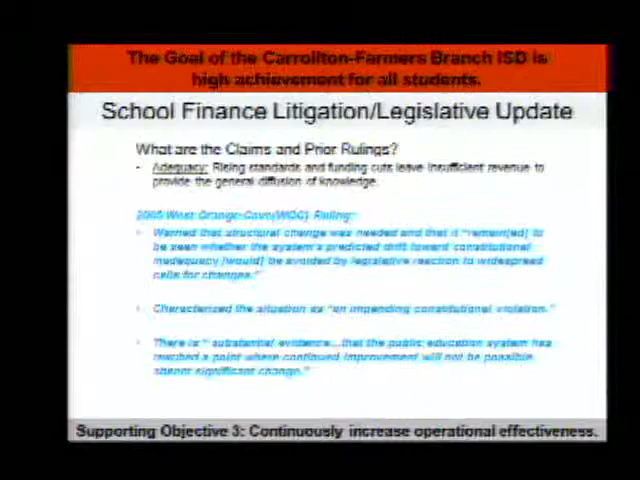 The Goal of the Carrollton-Farmers Branch ISD is
high achievement for all students.
School Finance Litigation/Legislative Update
What are the Claims and Prior Rulings?
- Adequacy: Rising standards and funding cuts leave insufficient revenue to
provide the general diffusion of knowledge.
2005 West Orange-Cove(WOC) Ruling:
• Warned that structural change was needed and that it "remain[ed] to
be seen whether the system's predicted drift toward constitutional
inadequacy [would] be avoided by legislative reaction to widespread
calls for changes."
• Characterized the situation as "an impending constitutional violation."
• There is " substantial evidence...that the public education system has
reached a point where continued improvement will not be possible
absent significant change."
Supporting Objective 3: Continuously increase operational effectiveness.